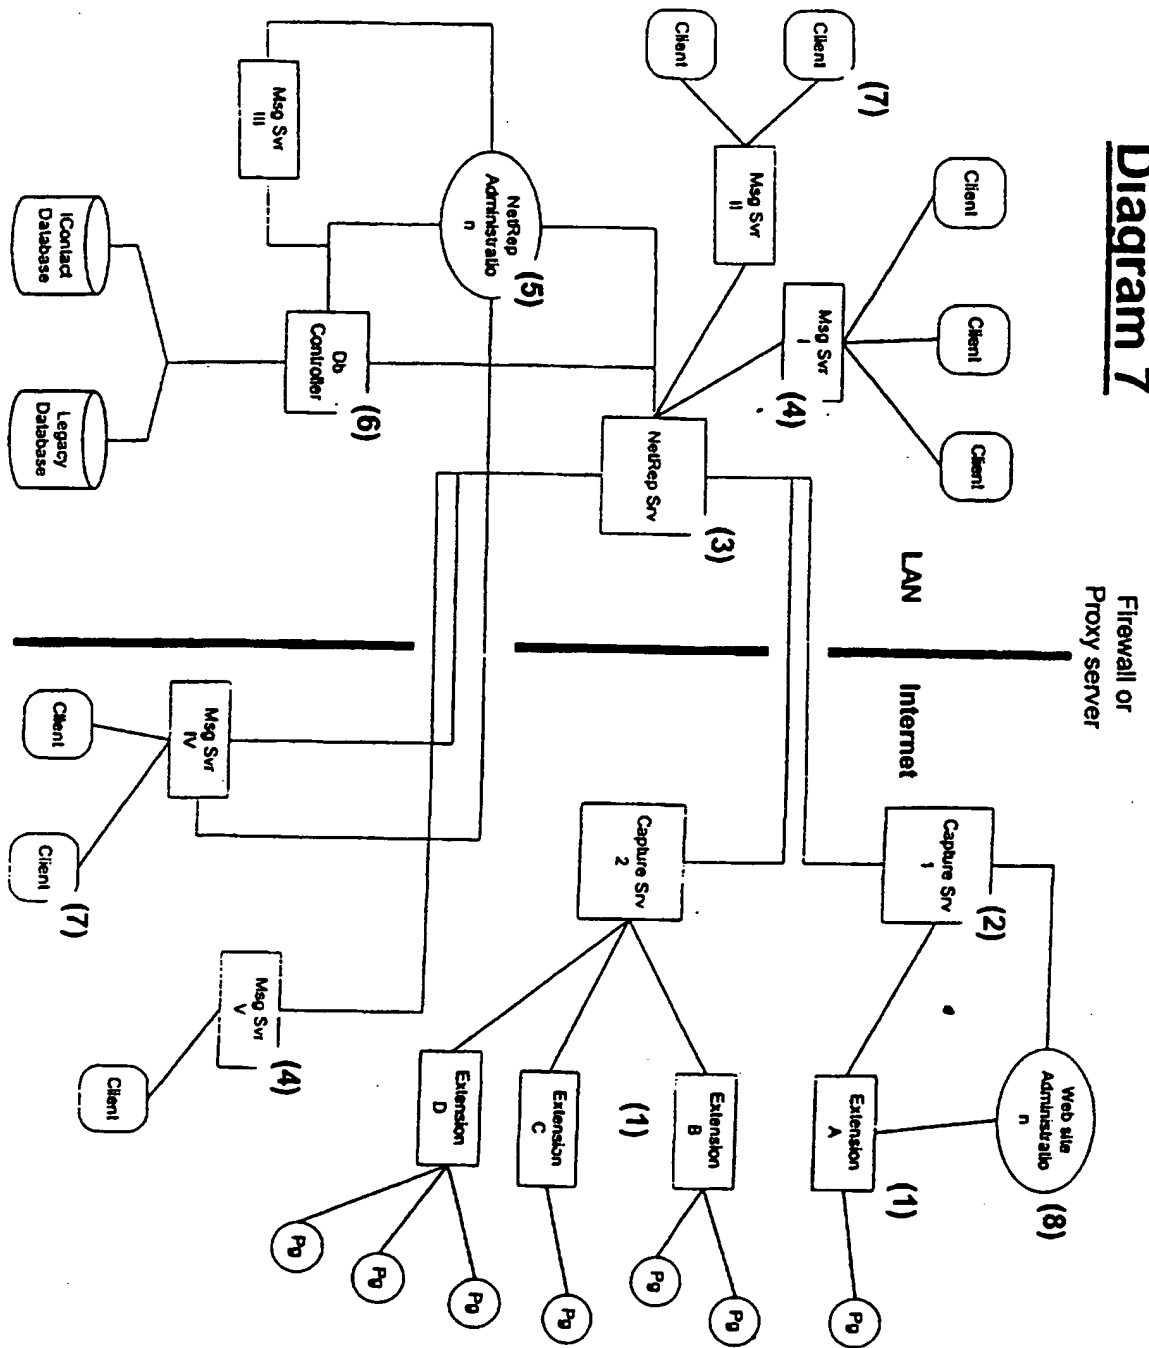 Diagram 7
Firewall or
Proxy server
LAN
Internet
Client
Client
Client
Client
Client
(7)
Msg Svr
II
Msg Svr
I
(4)
Msg Svr
III
NetRep
Administratio
n
(5)
NetRep Srv
(3)
Db
Controller
(6)
IContact
Database
Legacy
Database
Capture Srv
1
(2)
Capture Srv
2
Web site
Administratio
n
(8)
Extension
A
(1)
Extension
B
(1)
Extension
C
Extension
D
Pg
Pg
Pg
Pg
Pg
Pg
Pg
Msg Svr
IV
Client
Client
(7)
Msg Svr
V
(4)
Client